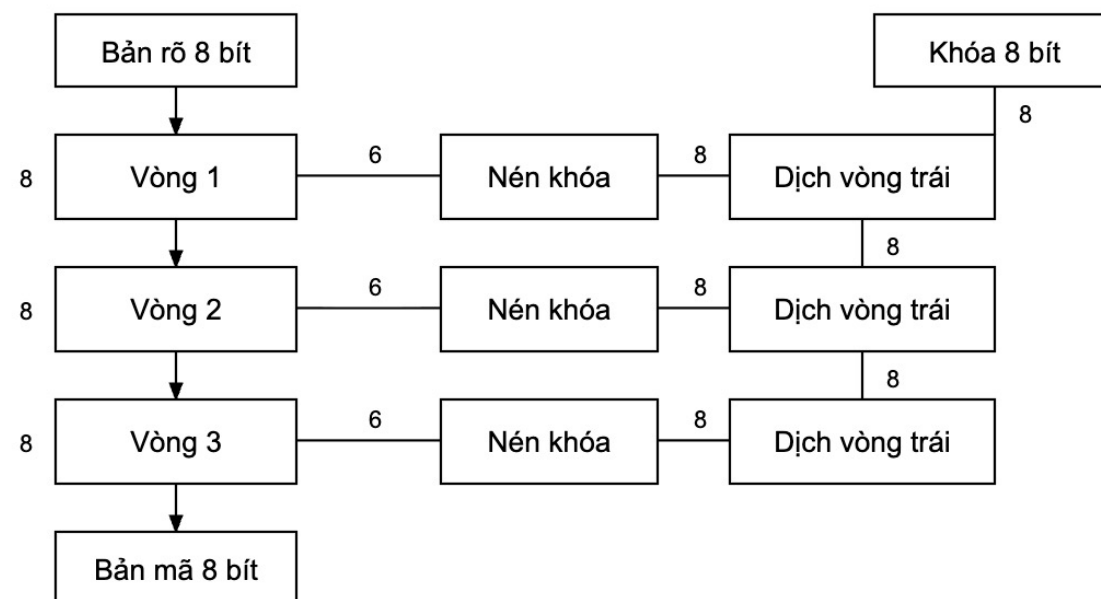 Bản rõ 8 bít
Khóa 8 bít
8
8
Vòng 1
6
Nén khóa
8
Dịch vòng trái
8
8
Vòng 2
6
Nén khóa
8
Dịch vòng trái
8
8
Vòng 3
6
Nén khóa
8
Dịch vòng trái
Bản mã 8 bít